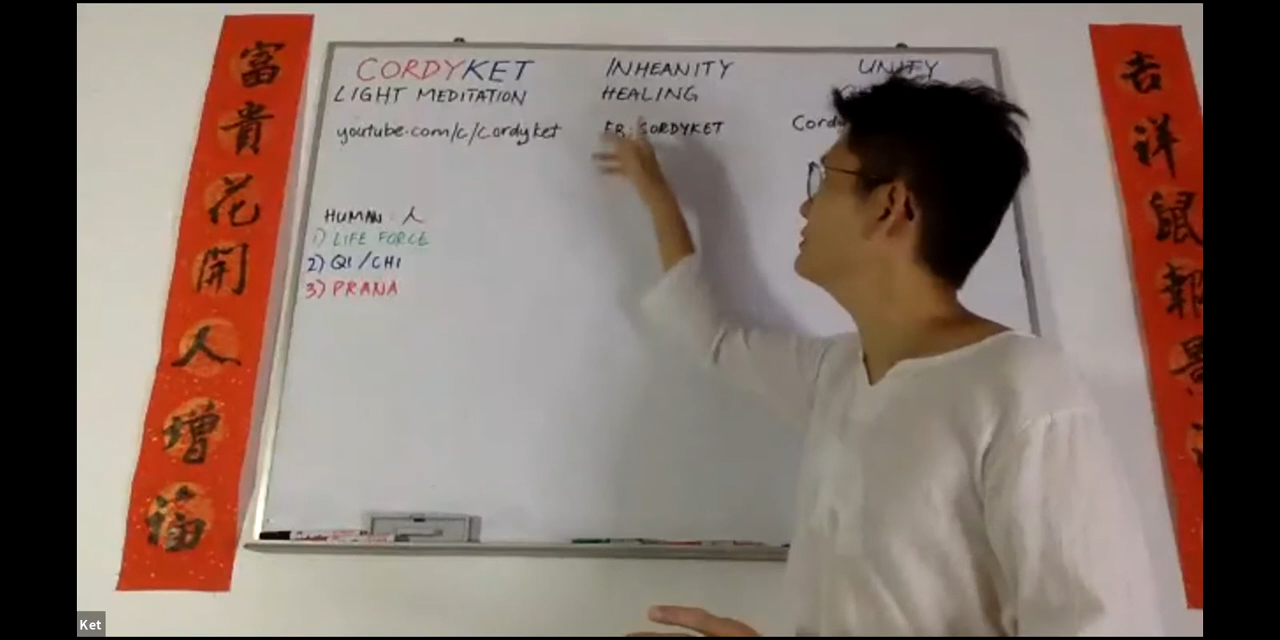 富貴花開人增福
CORDYKET
LIGHT MEDITATION
youtube.com/c/cordyket
INHEANITY
HEALING
FB: CORDYKET
UNIFY
Cordy
HUMAN: 人
1) LIFE FORCE
2) QI / CHI
3) PRANA
吉祥鼠報
Ket